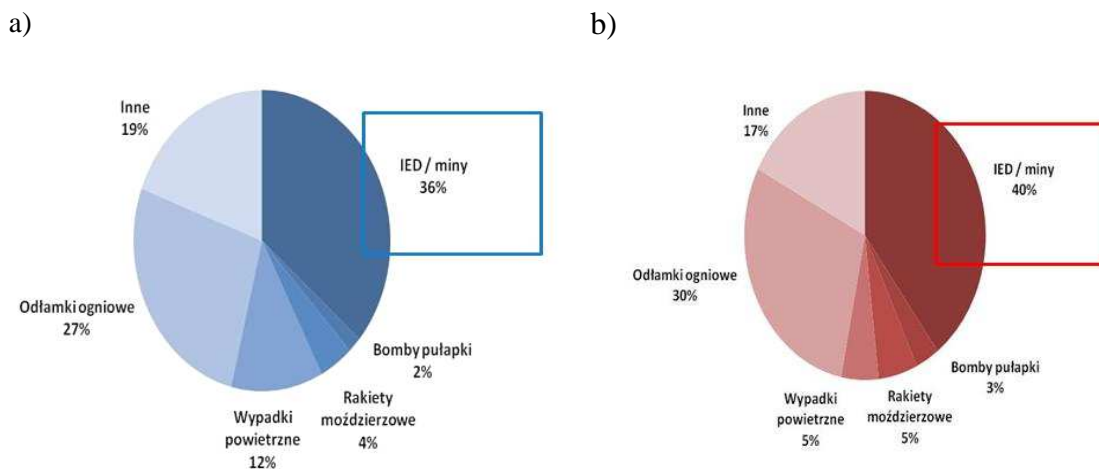 a)
Inne
19%
IED / miny
36%
Odłamki ogniowe
27%
Bomby pułapki
2%
Rakiety
moździerzowe
4%
Wypadki
powietrzne
12%
b)
Inne
17%
IED / miny
40%
Odłamki ogniowe
30%
Bomby pułapki
3%
Wypadki
powietrzne
5%
Rakiety
moździerzowe
5%